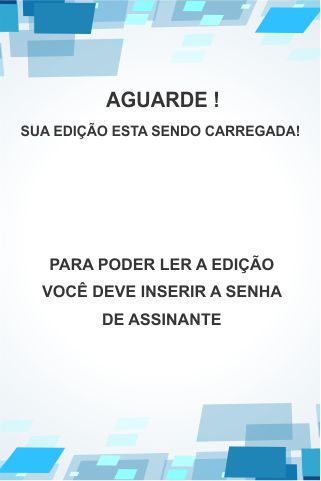 AGUARDE !
SUA EDIÇÃO ESTA SENDO CARREGADA!
PARA PODER LER A EDIÇÃO
VOCÊ DEVE INSERIR A SENHA
DE ASSINANTE